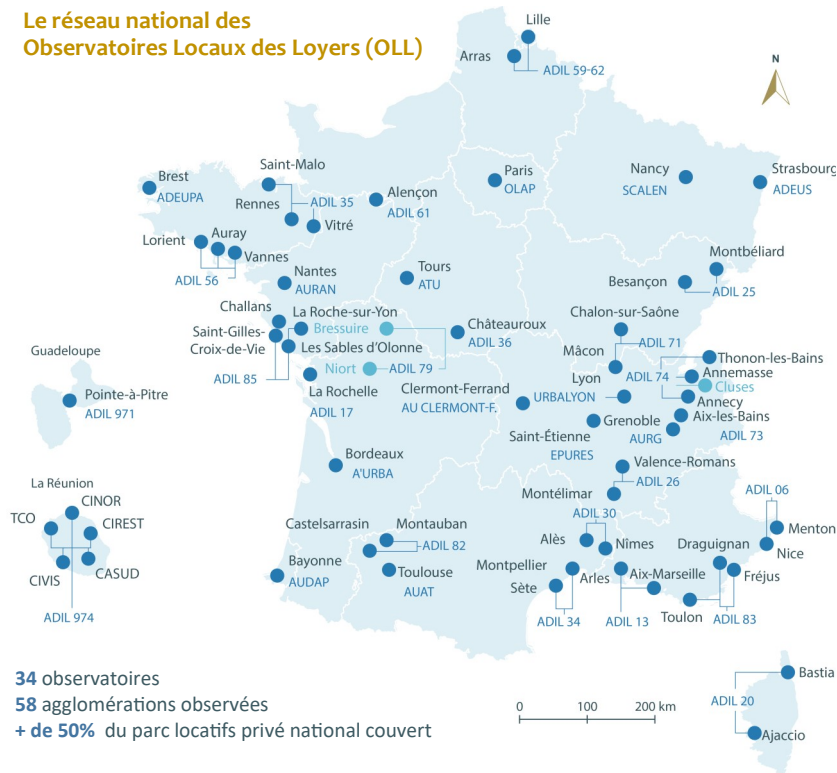 Le réseau national des
Observatoires Locaux des Loyers (OLL)
Lille
Arras
ADIL 59-62
N
Saint-Malo
Brest
ADEUPA
Rennes
ADIL 35
Vitré
Alençon
ADIL 61
Paris
OLAP
Nancy
SCALEN
Strasbourg
ADEUS
Lorient
Auray
Vannes
ADIL 56
Nantes
AURAN
Tours
ATU
Montbéliard
Besançon
ADIL 25
Challans
La Roche-sur-Yon
Bressuire
Saint-Gilles-
Croix-de-Vie
Les Sables d'Olonne
Niort
ADIL 79
ADIL 85
La Rochelle
ADIL 17
Châteauroux
ADIL 36
Chalon-sur-Saône
ADIL 71
Mâcon
Clermont-Ferrand
AU CLERMONT-F.
Lyon
URBALYON
ADIL 74
Thonon-les-Bains
Annemasse
Cluses
Annecy
Aix-les-Bains
ADIL 73
Grenoble
AURG
Saint-Étienne
EPURES
Guadeloupe
Pointe-à-Pitre
ADIL 971
Bordeaux
A'URBA
Valence-Romans
ADIL 26
Montélimar
La Réunion
CINOR
TCO
CIREST
CIVIS
CASUD
ADIL 974
Castelsarrasin
Montauban
ADIL 82
Bayonne
AUDAP
Toulouse
AUAT
ADIL 30
Alès
Nîmes
Montpellier
Sète
ADIL 34
Arles
Aix-Marseille
ADIL 13
ADIL 06
Menton
Nice
Draguignan
Fréjus
Toulon
ADIL 83
34 observatoires
58 agglomérations observées
+ de 50% du parc locatifs privé national couvert
0 100 200 km
Bastia
ADIL 20
Ajaccio